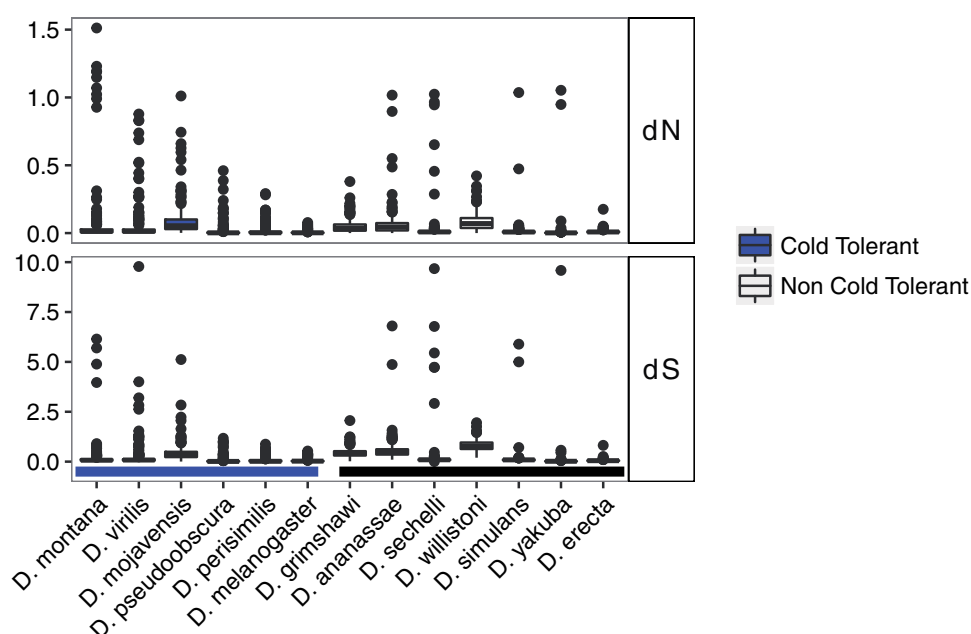 1.5
1.0
0.5
0.0
dN
10.0
7.5
5.0
2.5
0.0
dS
D. montana
D. virilis
D. mojavensis
D. pseudoobscura
D. perisimilis
D. melanogaster
D. grimshawi
D. ananassae
D. sechelli
D. willistoni
D. simulans
D. yakuba
D. erecta
Cold Tolerant
Non Cold Tolerant